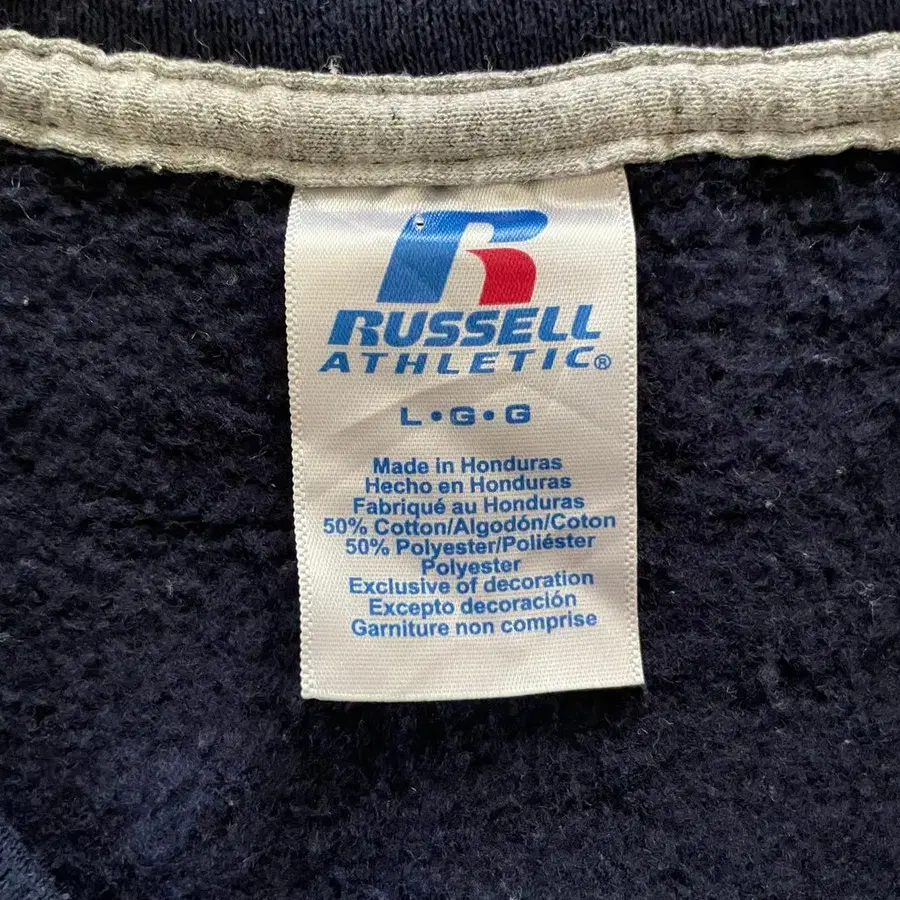 RUSSELL
ATHLETIC®
L•G•G
Made in Honduras
Hecho en Honduras
Fabriqué au Honduras
50% Cotton/Algodón/Coton
50% Polyester/Poliéster
Polyester
Exclusive of decoration
Excepto decoración
Garniture non comprise